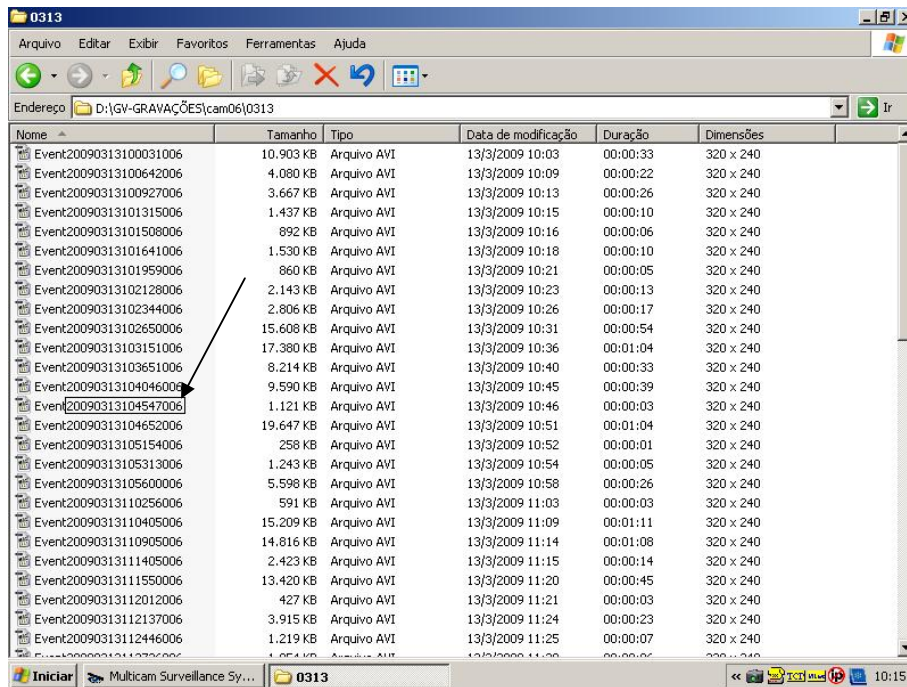 0313
Arquivo Editar Exibir Favoritos Ferramentas Ajuda
Endereço D:\GV-GRAVAÇÕES\cam06\0313 Ir
Nome Tamanho Tipo Data de modificação Duração Dimensões
Event20090313100031006 10.903 KB Arquivo AVI 13/3/2009 10:03 00:00:33 320 x 240
Event20090313100642006 4.080 KB Arquivo AVI 13/3/2009 10:09 00:00:22 320 x 240
Event20090313100927006 3.667 KB Arquivo AVI 13/3/2009 10:13 00:00:26 320 x 240
Event20090313101315006 1.437 KB Arquivo AVI 13/3/2009 10:15 00:00:10 320 x 240
Event20090313101508006 892 KB Arquivo AVI 13/3/2009 10:16 00:00:06 320 x 240
Event20090313101641006 1.530 KB Arquivo AVI 13/3/2009 10:18 00:00:10 320 x 240
Event20090313101959006 860 KB Arquivo AVI 13/3/2009 10:21 00:00:05 320 x 240
Event20090313102128006 2.143 KB Arquivo AVI 13/3/2009 10:23 00:00:13 320 x 240
Event20090313102344006 2.806 KB Arquivo AVI 13/3/2009 10:26 00:00:17 320 x 240
Event20090313102650006 15.608 KB Arquivo AVI 13/3/2009 10:31 00:00:54 320 x 240
Event20090313103151006 17.380 KB Arquivo AVI 13/3/2009 10:36 00:01:04 320 x 240
Event20090313103651006 8.214 KB Arquivo AVI 13/3/2009 10:40 00:00:33 320 x 240
Event20090313104046006 9.590 KB Arquivo AVI 13/3/2009 10:45 00:00:39 320 x 240
Event20090313104547006 1.121 KB Arquivo AVI 13/3/2009 10:46 00:00:03 320 x 240
Event20090313104652006 19.647 KB Arquivo AVI 13/3/2009 10:51 00:01:04 320 x 240
Event20090313105154006 258 KB Arquivo AVI 13/3/2009 10:52 00:00:01 320 x 240
Event20090313105313006 1.243 KB Arquivo AVI 13/3/2009 10:54 00:00:05 320 x 240
Event20090313105600006 5.598 KB Arquivo AVI 13/3/2009 10:58 00:00:26 320 x 240
Event20090313110256006 591 KB Arquivo AVI 13/3/2009 11:03 00:00:03 320 x 240
Event20090313110405006 15.209 KB Arquivo AVI 13/3/2009 11:09 00:01:11 320 x 240
Event20090313110905006 14.816 KB Arquivo AVI 13/3/2009 11:14 00:01:08 320 x 240
Event20090313111405006 2.423 KB Arquivo AVI 13/3/2009 11:15 00:00:14 320 x 240
Event20090313111550006 13.420 KB Arquivo AVI 13/3/2009 11:20 00:00:45 320 x 240
Event20090313112012006 427 KB Arquivo AVI 13/3/2009 11:21 00:00:03 320 x 240
Event20090313112137006 3.915 KB Arquivo AVI 13/3/2009 11:24 00:00:23 320 x 240
Event20090313112446006 1.219 KB Arquivo AVI 13/3/2009 11:25 00:00:07 320 x 240
Iniciar Multicam Surveillance Sy... 0313 « 10:15